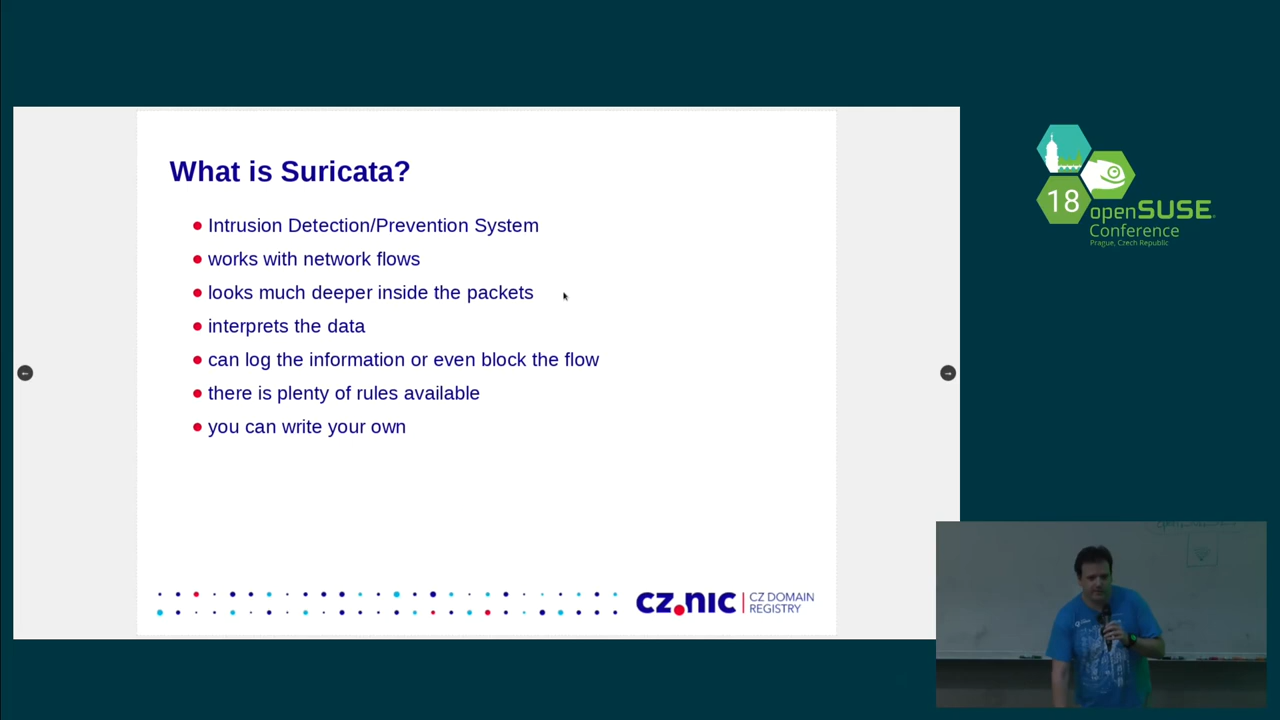 What is Suricata?
Intrusion Detection/Prevention System
works with network flows
looks much deeper inside the packets
interprets the data
can log the information or even block the flow
there is plenty of rules available
you can write your own
CZ.NIC
CZ DOMAIN
REGISTRY
18
openSUSE
Conference
Prague, Czech Republic